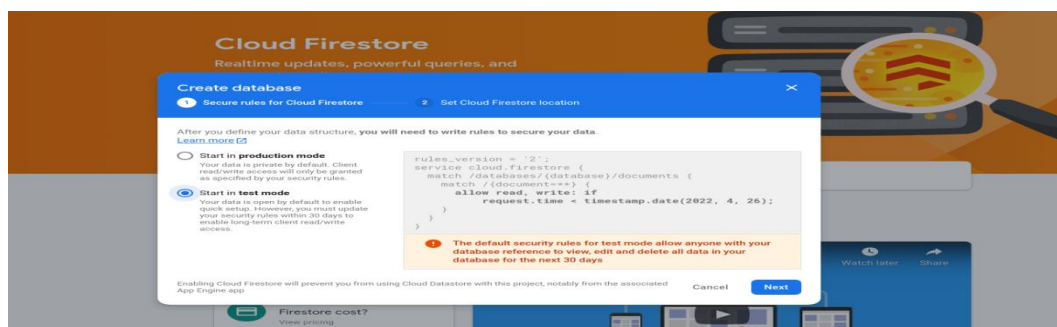 Cloud Firestore
Realtime updates, powerful queries, and
Create database
1 Secure rules for Cloud Firestore
2 Set Cloud Firestore location
After you define your data structure, you will need to write rules to secure your data.
Learn more
Start in production mode
Your data is private by default. Client
read/write access will only be granted
as specified by your security rules.
Start in test mode
Your data is open by default to enable
quick setup. However, you must update
your security rules within 30 days to
enable long-term client read/write
access.
rules_version = '2';
service cloud.firestore {
match /databases/{database}/documents {
match /{document=**} {
allow read, write: if
request.time < timestamp.date(2022, 4, 26);
}
}
}
The default security rules for test mode allow anyone with your
database reference to view, edit and delete all data in your
database for the next 30 days
Enabling Cloud Firestore will prevent you from using Cloud Datastore with this project, notably from the associated
App Engine app
Cancel
Next
Watch later
Share
Firestore cost?
View pricing